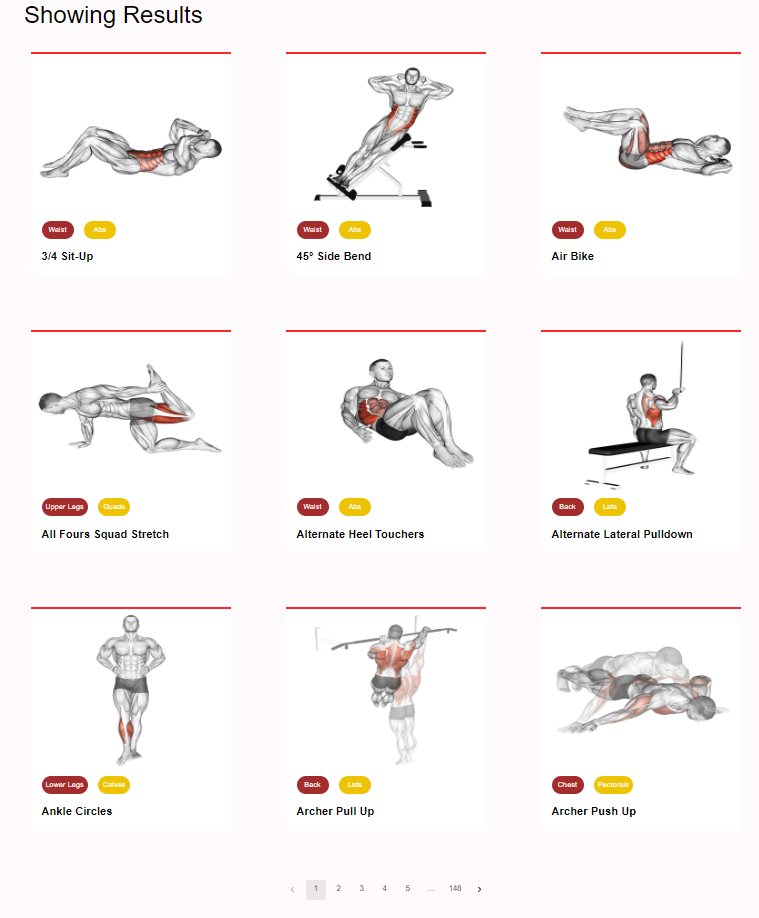 Showing Results
Waist Abs
3/4 Sit-Up
Waist Abs
45° Side Bend
Waist Abs
Air Bike
Upper Legs Quads
All Fours Squad Stretch
Waist Abs
Alternate Heel Touchers
Back Lats
Alternate Lateral Pulldown
Lower Legs Calves
Ankle Circles
Back Lats
Archer Pull Up
Chest Pectorals
Archer Push Up
‹ 1 2 3 4 5 … 148 ›